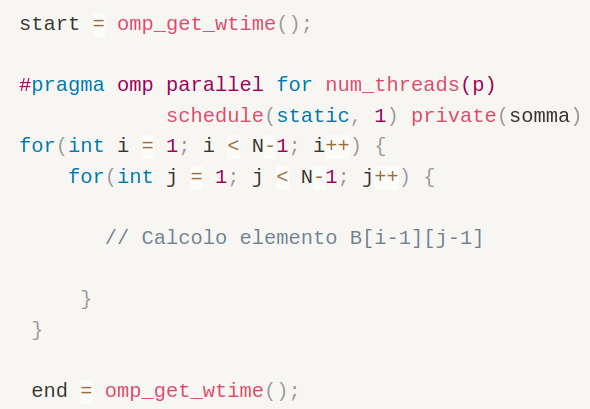 start = omp_get_wtime();
#pragma omp parallel for num_threads(p)
schedule(static, 1) private(somma)
for(int i = 1; i < N-1; i++) {
for(int j = 1; j < N-1; j++) {
// Calcolo elemento B[i-1][j-1]
}
}
end = omp_get_wtime();